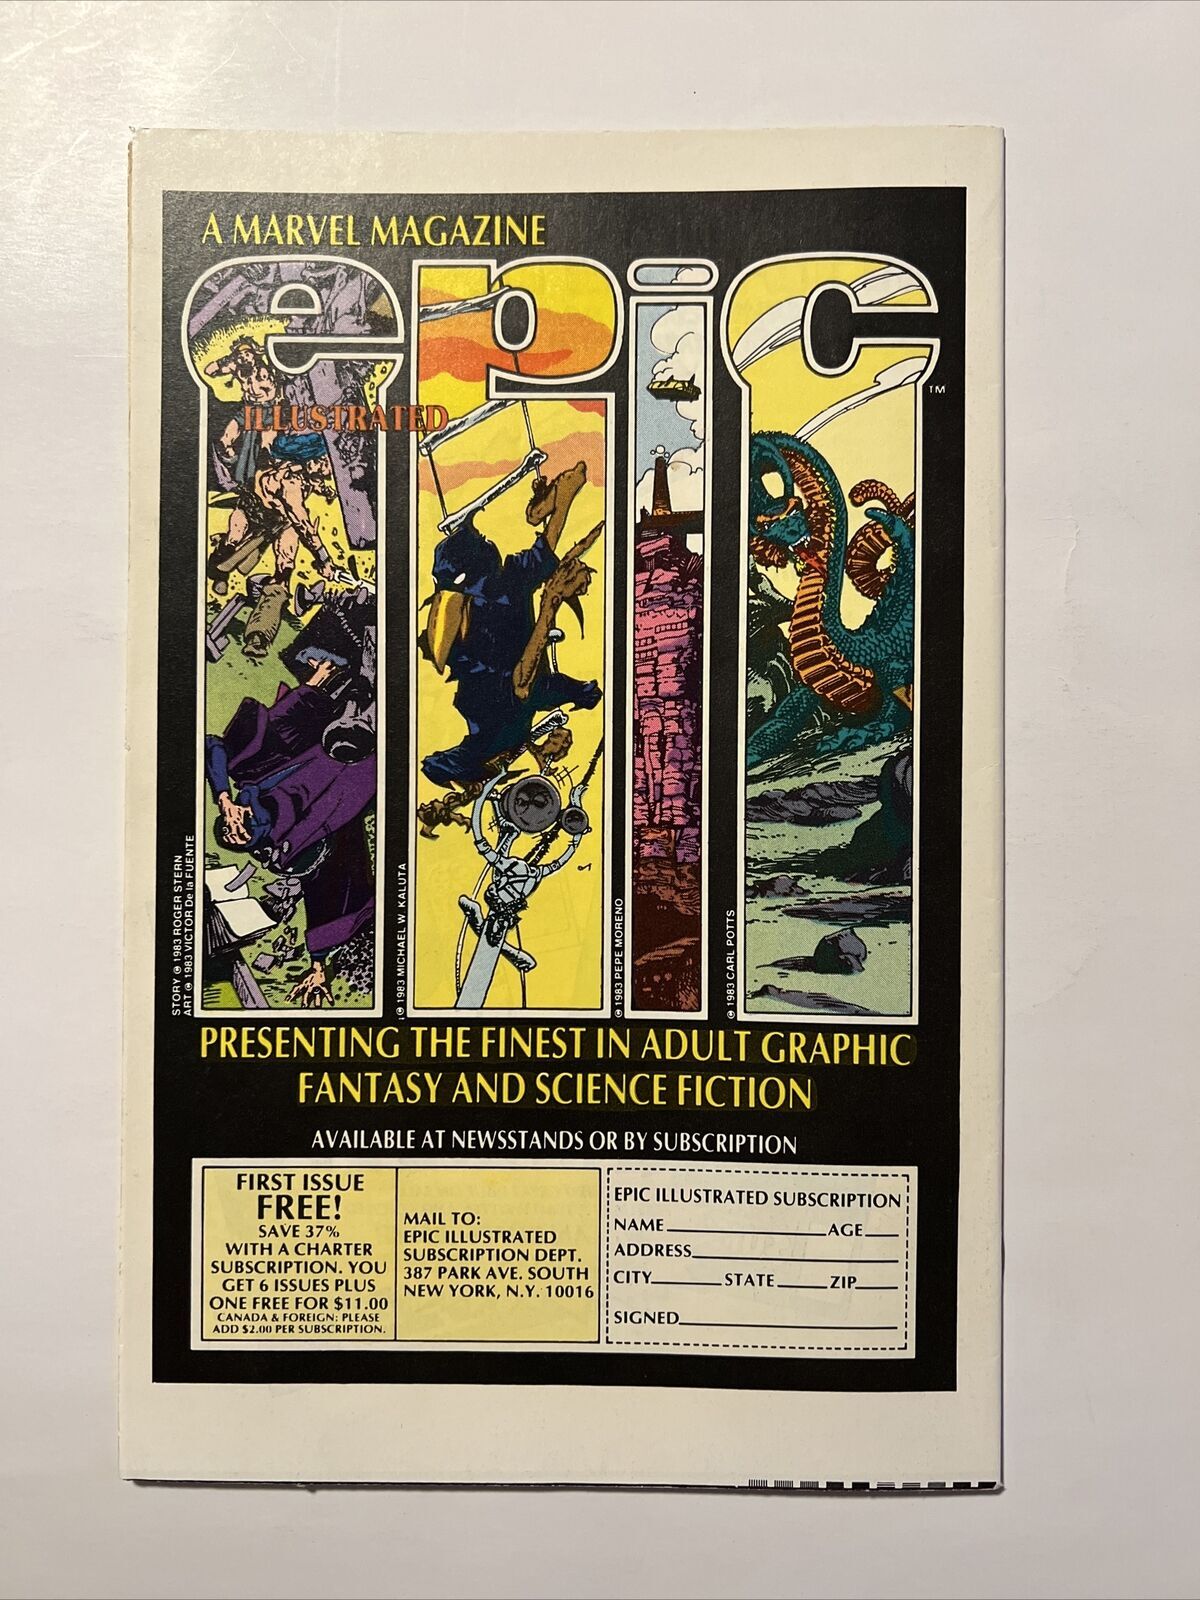 A MARVEL MAGAZINE
epic
TM
ILLUSTRATED
STORY © 1983 ROGER STERN
ART © 1983 VICTOR De la FUENTE
© 1983 MICHAEL W. KALUTA
© 1983 PEPE MORENO
© 1983 CARL POTTS
PRESENTING THE FINEST IN ADULT GRAPHIC
FANTASY AND SCIENCE FICTION
AVAILABLE AT NEWSSTANDS OR BY SUBSCRIPTION
FIRST ISSUE
FREE!
SAVE 37%
WITH A CHARTER
SUBSCRIPTION. YOU
GET 6 ISSUES PLUS
ONE FREE FOR $11.00
CANADA & FOREIGN: PLEASE
ADD $2.00 PER SUBSCRIPTION.
MAIL TO:
EPIC ILLUSTRATED
SUBSCRIPTION DEPT.
387 PARK AVE. SOUTH
NEW YORK, N.Y. 10016
EPIC ILLUSTRATED SUBSCRIPTION
NAME AGE
ADDRESS
CITY STATE ZIP
SIGNED